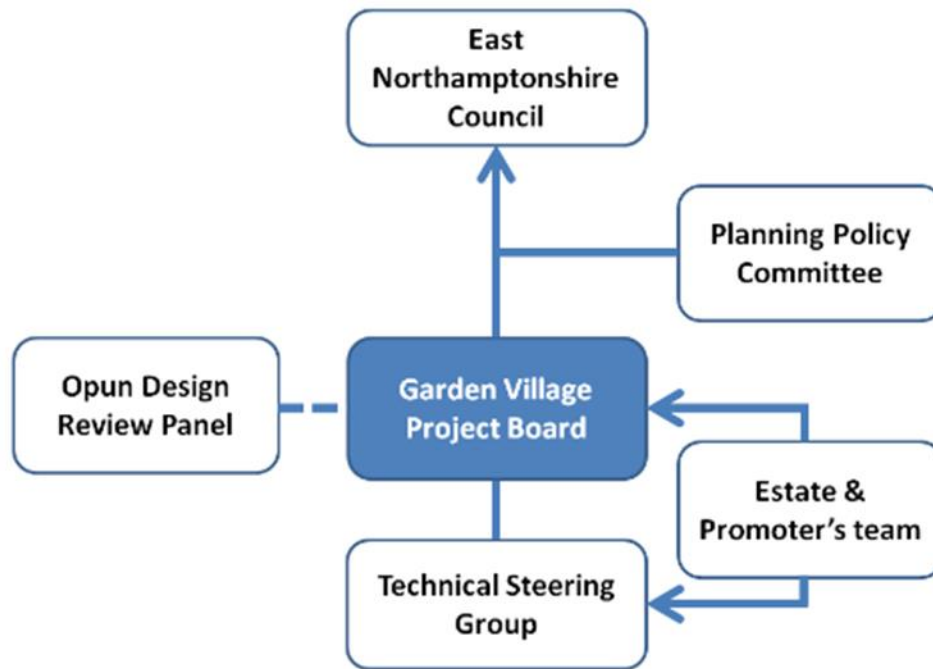 East
Northamptonshire
Council
Planning Policy
Committee
Opun Design
Review Panel
Garden Village
Project Board
Estate &
Promoter’s team
Technical Steering
Group